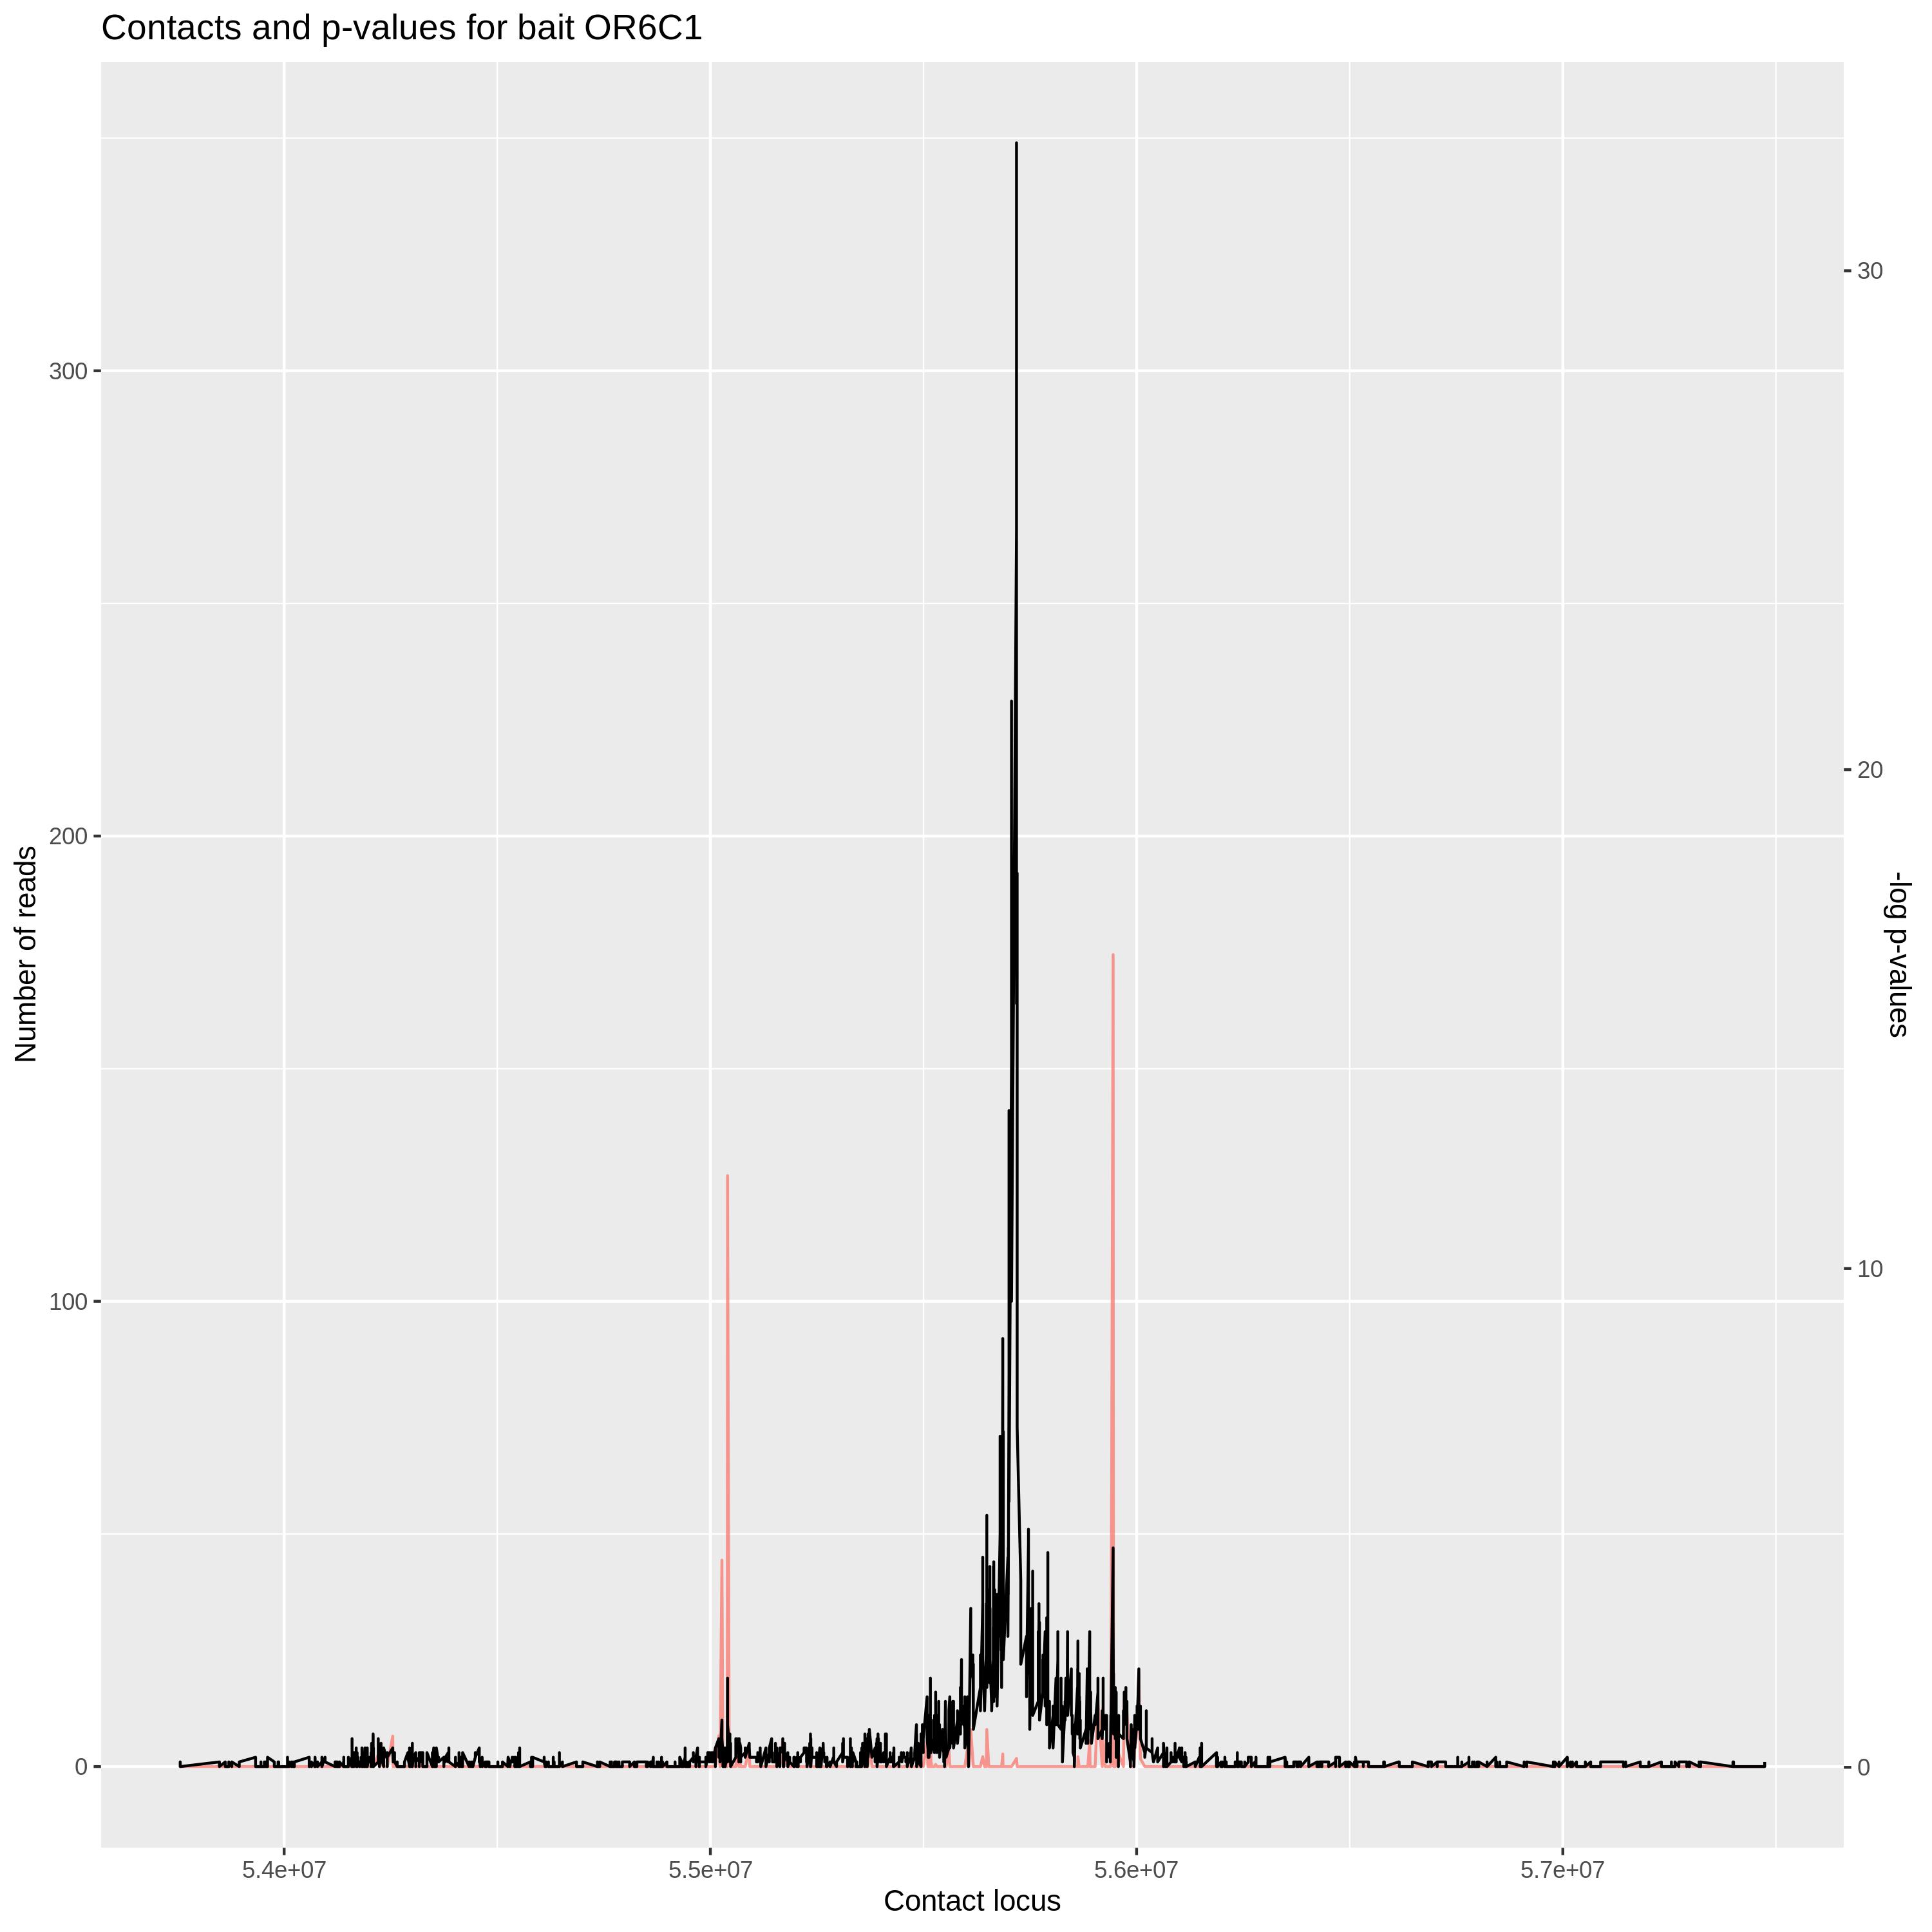 Contacts and p-values for bait OR6C1
300
200
100
0
Number of reads
30
20
10
0
-log p-values
5.4e+07 5.5e+07 5.6e+07 5.7e+07
Contact locus